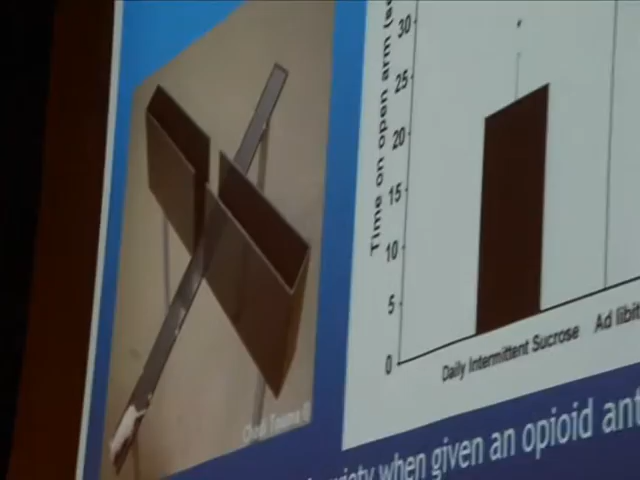 Time on open arm
30
25
20
15
10
5
0
Daily Intermittent Sucrose Ad libit
when given an opioid ant